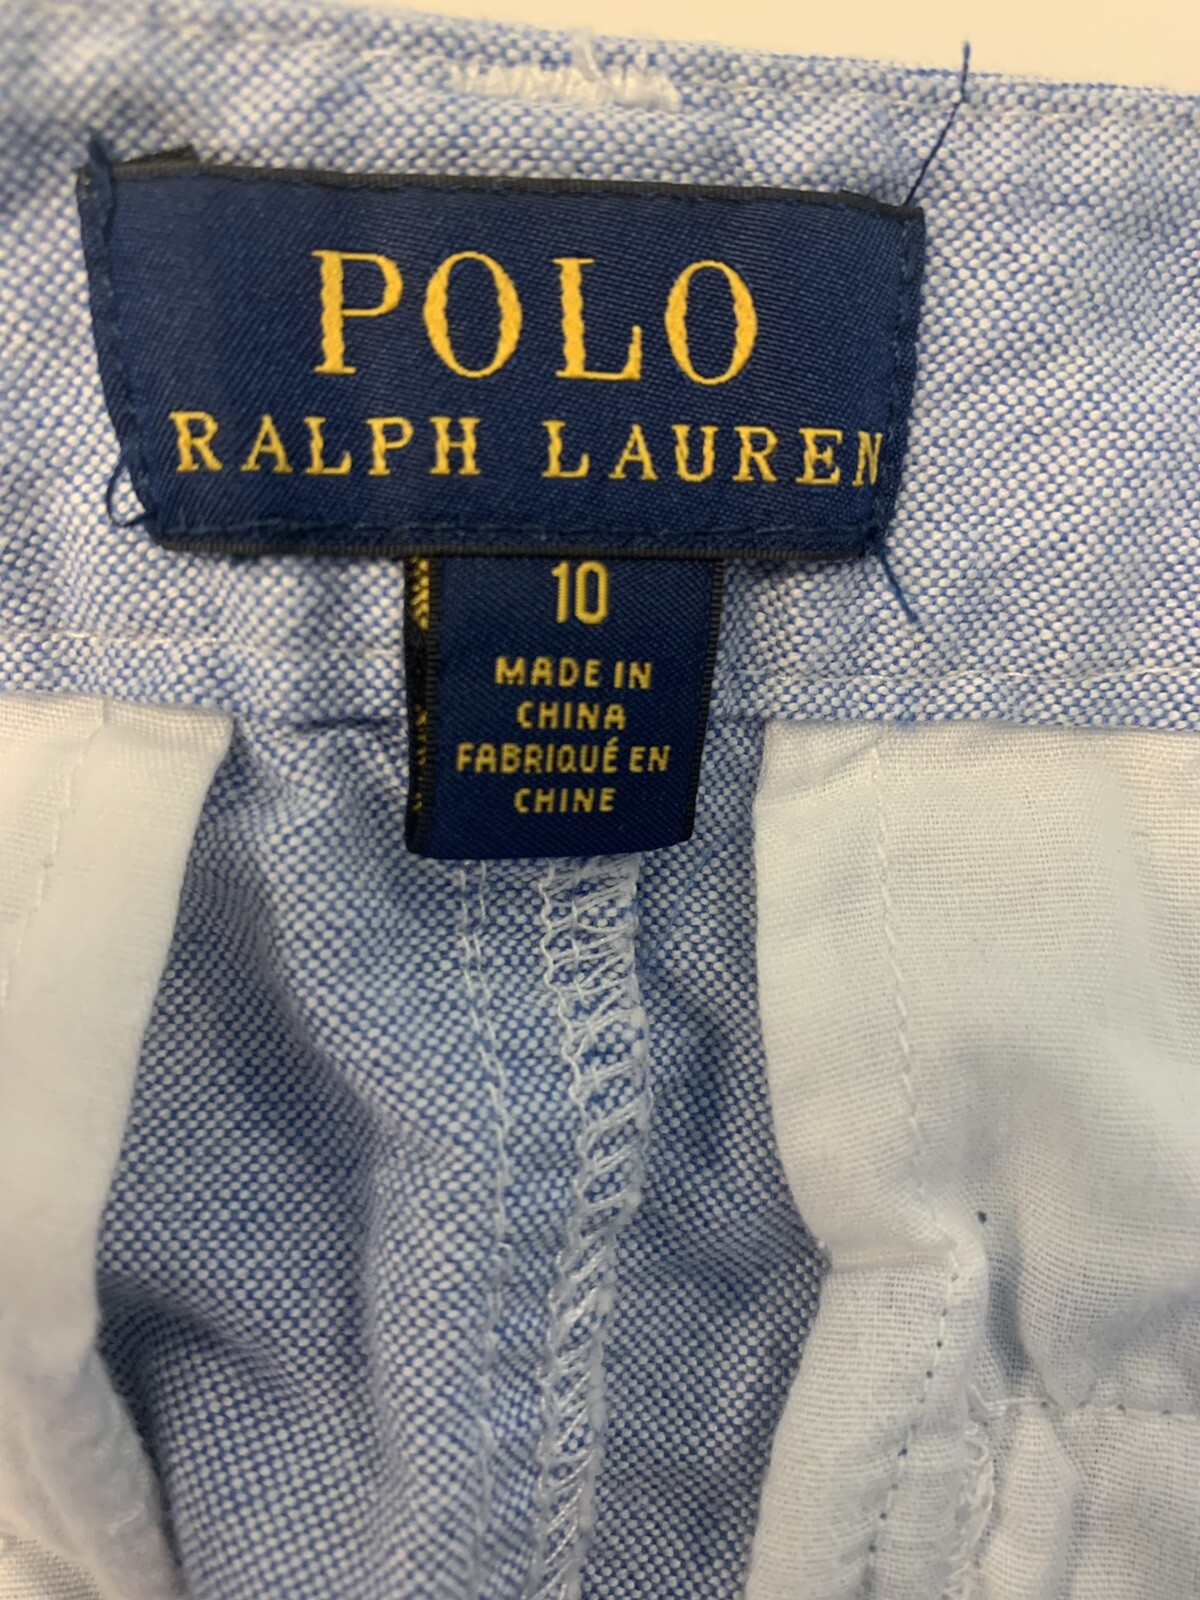 POLO
RALPH LAUREN
10
MADE IN
CHINA
FABRIQUÉ EN
CHINE